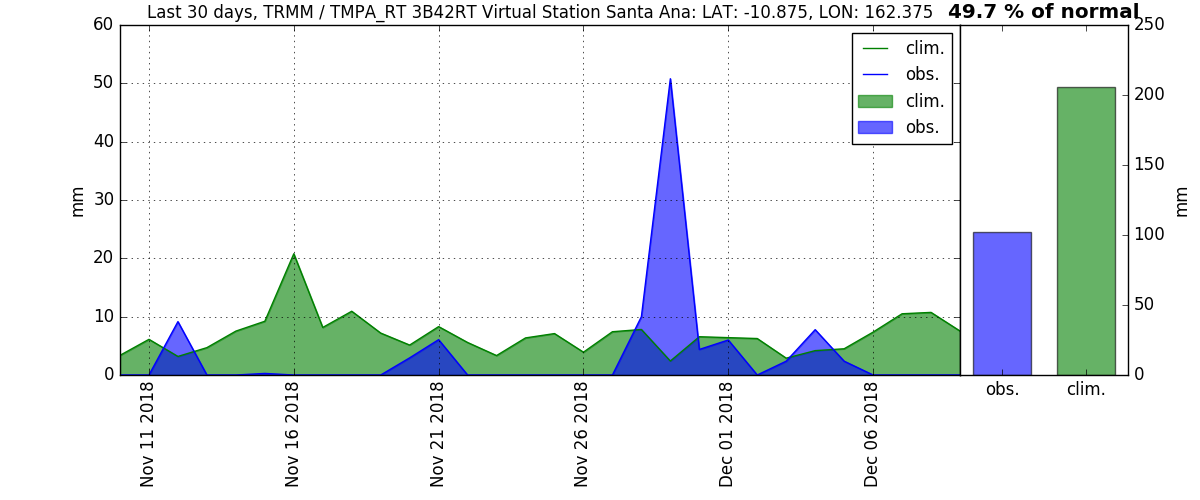 Last 30 days, TRMM / TMPA_RT 3B42RT Virtual Station Santa Ana: LAT: -10.875, LON: 162.375
49.7 % of normal
clim.
obs.
clim.
obs.
mm
60
50
40
30
20
10
0
Nov 11 2018
Nov 16 2018
Nov 21 2018
Nov 26 2018
Dec 01 2018
Dec 06 2018
250
200
150
100
50
0
mm
obs.
clim.